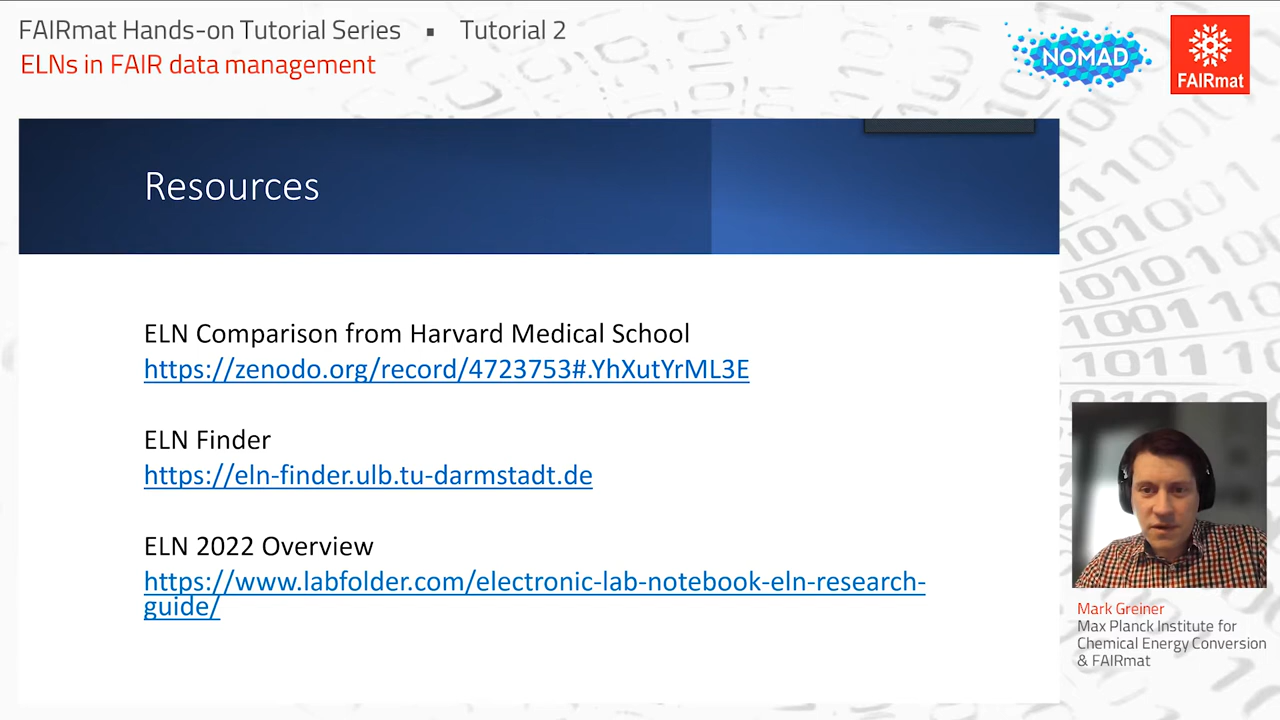 FAIRmat Hands-on Tutorial Series ▪ Tutorial 2
ELNs in FAIR data management
NOMAD
FAIRmat
Resources
ELN Comparison from Harvard Medical School
https://zenodo.org/record/4723753#.YhXutYrML3E
ELN Finder
https://eln-finder.ulb.tu-darmstadt.de
ELN 2022 Overview
https://www.labfolder.com/electronic-lab-notebook-eln-research-
guide/
Mark Greiner
Max Planck Institute for
Chemical Energy Conversion
& FAIRmat